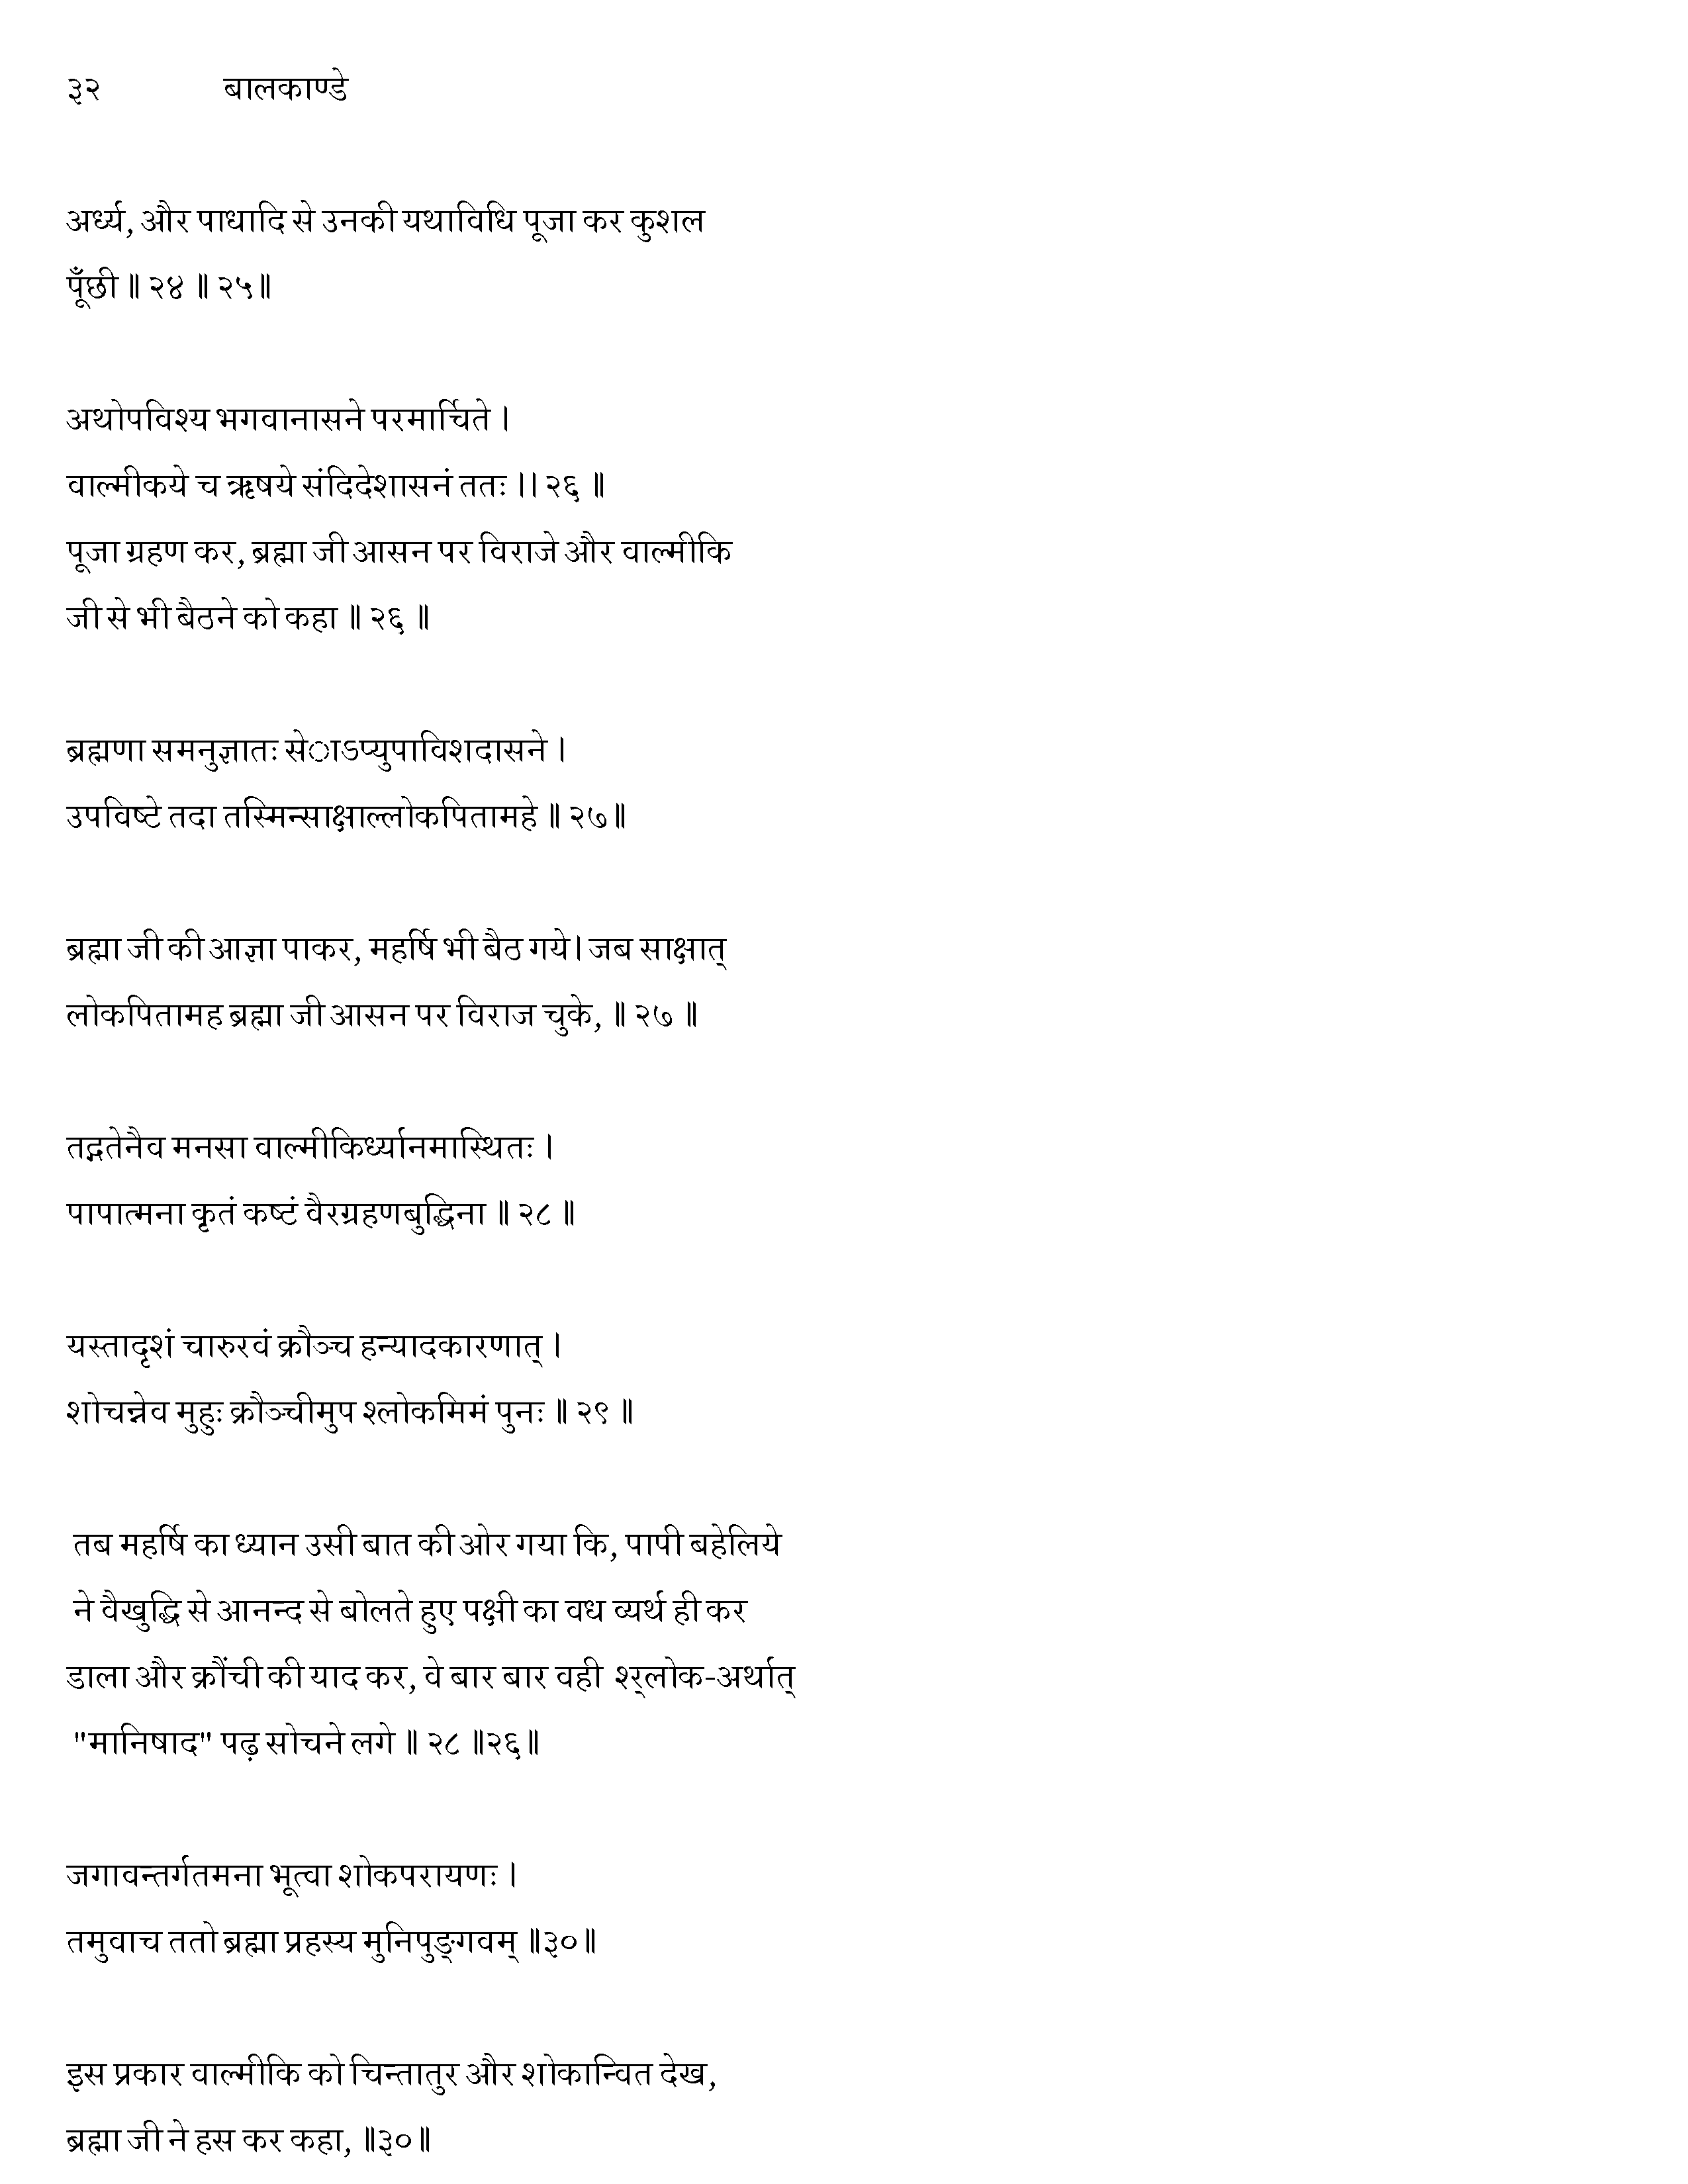 ३२ बालकाण्डे
अर्ध्य, और पाधादि से उनकी यथाविधि पूजा कर कुशल
पूँछी ॥ २४ ॥ २५॥
अथोपविश्य भगवानासने परमार्चिते ।
वाल्मीकये च ऋषये संदिदेशासनं ततः ।। २६ ॥
पूजा ग्रहण कर, ब्रह्मा जी आसन पर विराजे और वाल्मीकि
जी से भी बैठने को कहा ॥ २६ ॥
ब्रह्मणा समनुज्ञातः सेाऽप्युपाविशदासने ।
उपविष्टे तदा तस्मिन्साक्षाल्लोकपितामहे ॥ २७॥
ब्रह्मा जी की आज्ञा पाकर, महर्षि भी बैठ गये। जब साक्षात्
लोकपितामह ब्रह्मा जी आसन पर विराज चुके, ॥ २७ ॥
तद्गतेनैव मनसा वाल्मीकिर्ध्यानमास्थितः ।
पापात्मना कृतं कष्टं वैरग्रहणबुद्धिना ॥ २८ ॥
यस्तादृशं चारुरवं क्रौञ्च हन्यादकारणात् ।
शोचन्नेव मुहुः क्रौञ्चीमुप श्लोकमिमं पुनः ॥ २९ ॥
तब महर्षि का ध्यान उसी बात की ओर गया कि, पापी बहेलिये
ने वैखुद्धि से आनन्द से बोलते हुए पक्षी का वध व्यर्थ ही कर
डाला और क्रौंची की याद कर, वे बार बार वही श्र्लोक-अर्थात्
"मानिषाद" पढ़ सोचने लगे ॥ २८ ॥२६॥
जगावन्तर्गतमना भूत्वा शोकपरायणः ।
तमुवाच ततो ब्रह्मा प्रहस्य मुनिपुङ्गवम् ॥३०॥
इस प्रकार वाल्मीकि को चिन्तातुर और शोकान्वित देख,
ब्रह्मा जी ने हस कर कहा, ॥३०॥